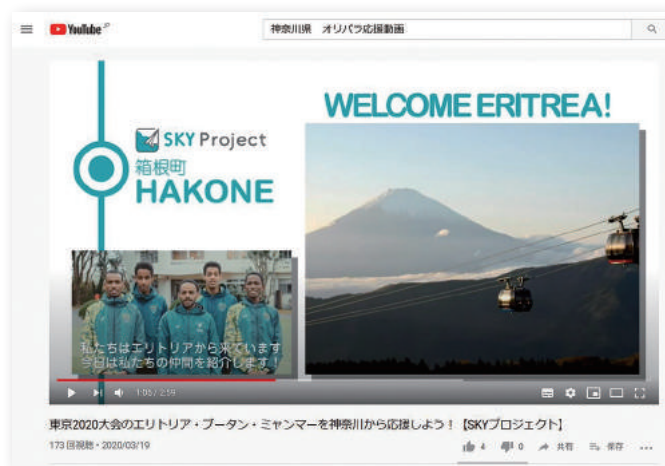 YouTube JP
神奈川県 オリパラ応援動画
WELCOME ERITREA!
SKY Project
箱根町
HAKONE
私たちはエリトリアから来ています
今日は私たちの仲間を紹介します！
1:05 / 2:59
東京2020大会のエリトリア・ブータン・ミャンマーを神奈川から応援しよう！【SKYプロジェクト】
173 回視聴・2020/03/19
4
0
共有
保存